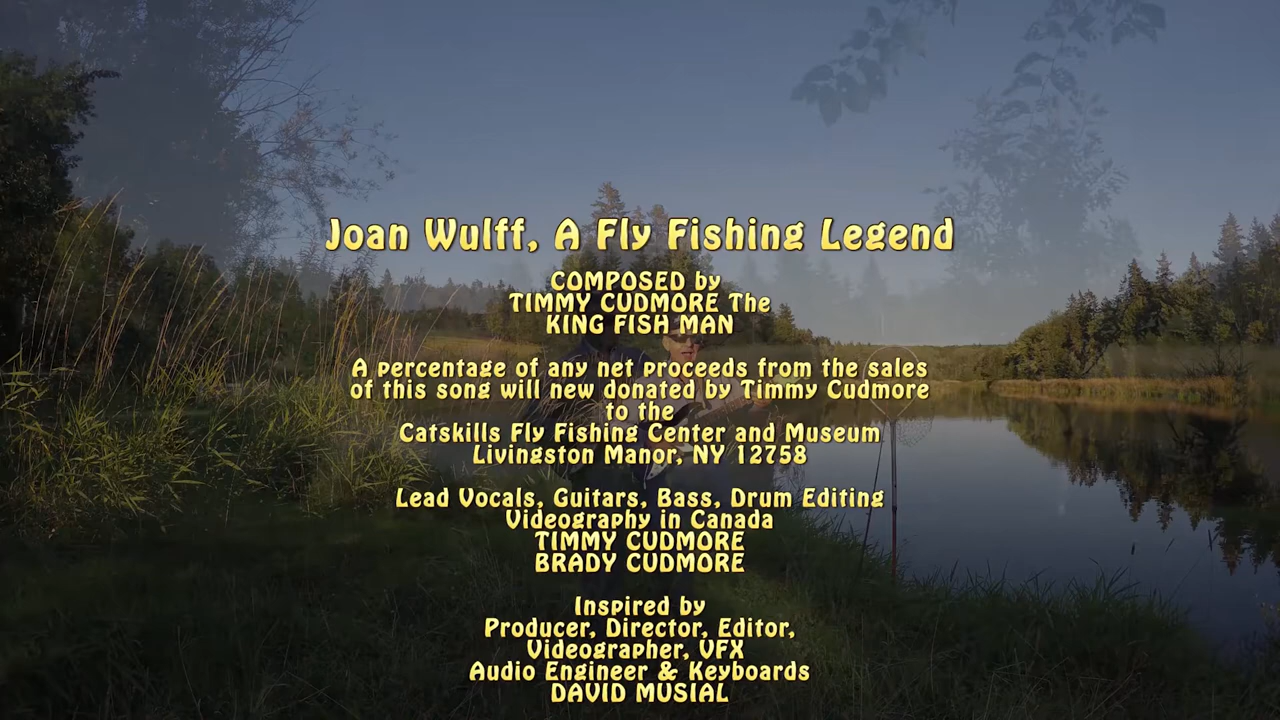 Joan Wulff, A Fly Fishing Legend
COMPOSED by
TIMMY CUDMORE The
KING FISH MAN
A percentage of any net proceeds from the sales
of this song will new donated by Timmy Cudmore
to the
Catskills Fly Fishing Center and Museum
Livingston Manor, NY 12758
Lead Vocals, Guitars, Bass, Drum Editing
Videography in Canada
TIMMY CUDMORE
BRADY CUDMORE
Inspired by
Producer, Director, Editor,
Videographer, VFX
Audio Engineer & Keyboards
DAVID MUSIAL